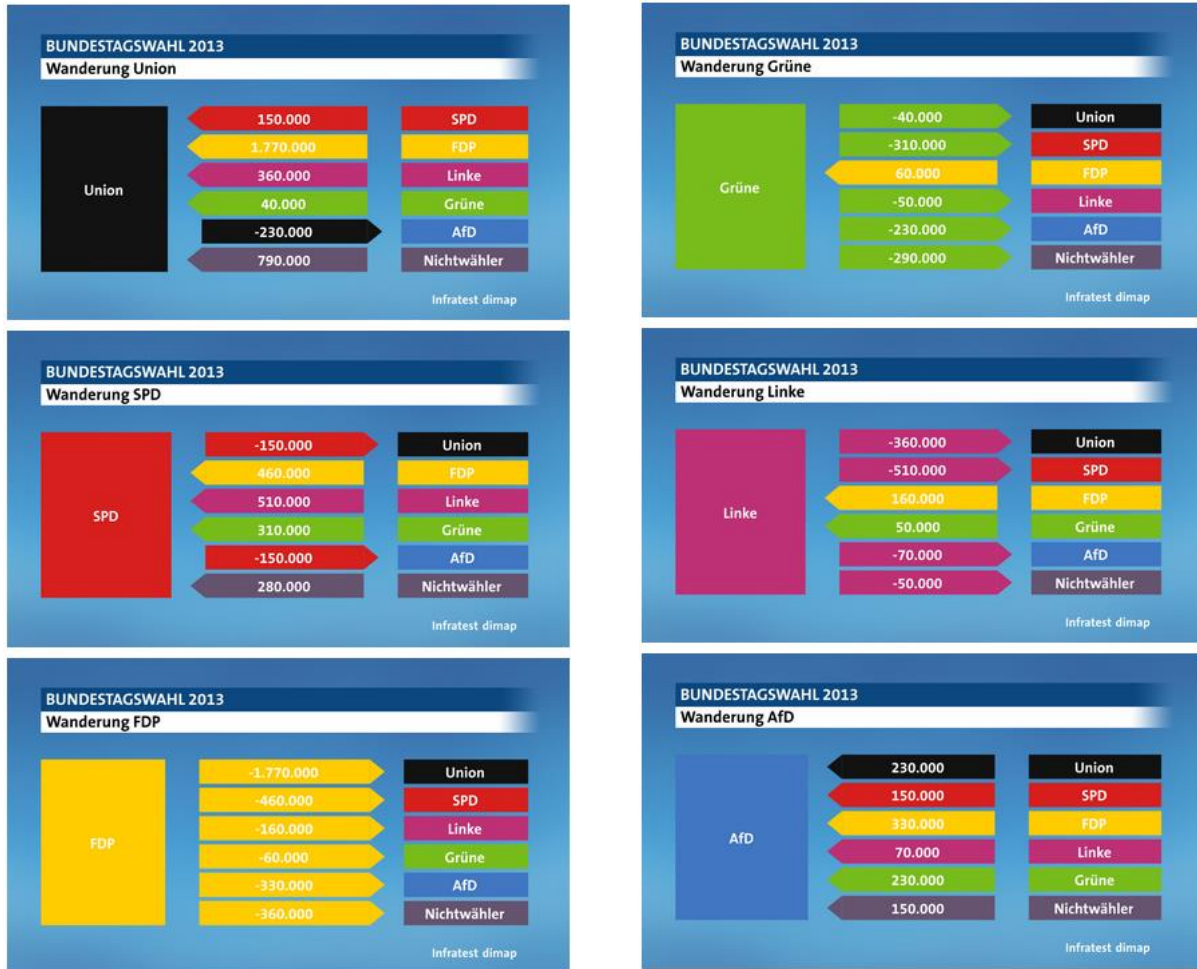 BUNDESTAGSWAHL 2013
Wanderung Union
Union
150.000 SPD
1.770.000 FDP
360.000 Linke
40.000 Grüne
-230.000 AfD
790.000 Nichtwähler
Infratest dimap
BUNDESTAGSWAHL 2013
Wanderung Grüne
Grüne
-40.000 Union
-310.000 SPD
60.000 FDP
-50.000 Linke
-230.000 AfD
-290.000 Nichtwähler
Infratest dimap
BUNDESTAGSWAHL 2013
Wanderung SPD
SPD
-150.000 Union
460.000 FDP
510.000 Linke
310.000 Grüne
-150.000 AfD
280.000 Nichtwähler
Infratest dimap
BUNDESTAGSWAHL 2013
Wanderung Linke
Linke
-360.000 Union
-510.000 SPD
160.000 FDP
50.000 Grüne
-70.000 AfD
-50.000 Nichtwähler
Infratest dimap
BUNDESTAGSWAHL 2013
Wanderung FDP
FDP
-1.770.000 Union
-460.000 SPD
-160.000 Linke
-60.000 Grüne
-330.000 AfD
-360.000 Nichtwähler
Infratest dimap
BUNDESTAGSWAHL 2013
Wanderung AfD
AfD
230.000 Union
150.000 SPD
330.000 FDP
70.000 Linke
230.000 Grüne
150.000 Nichtwähler
Infratest dimap